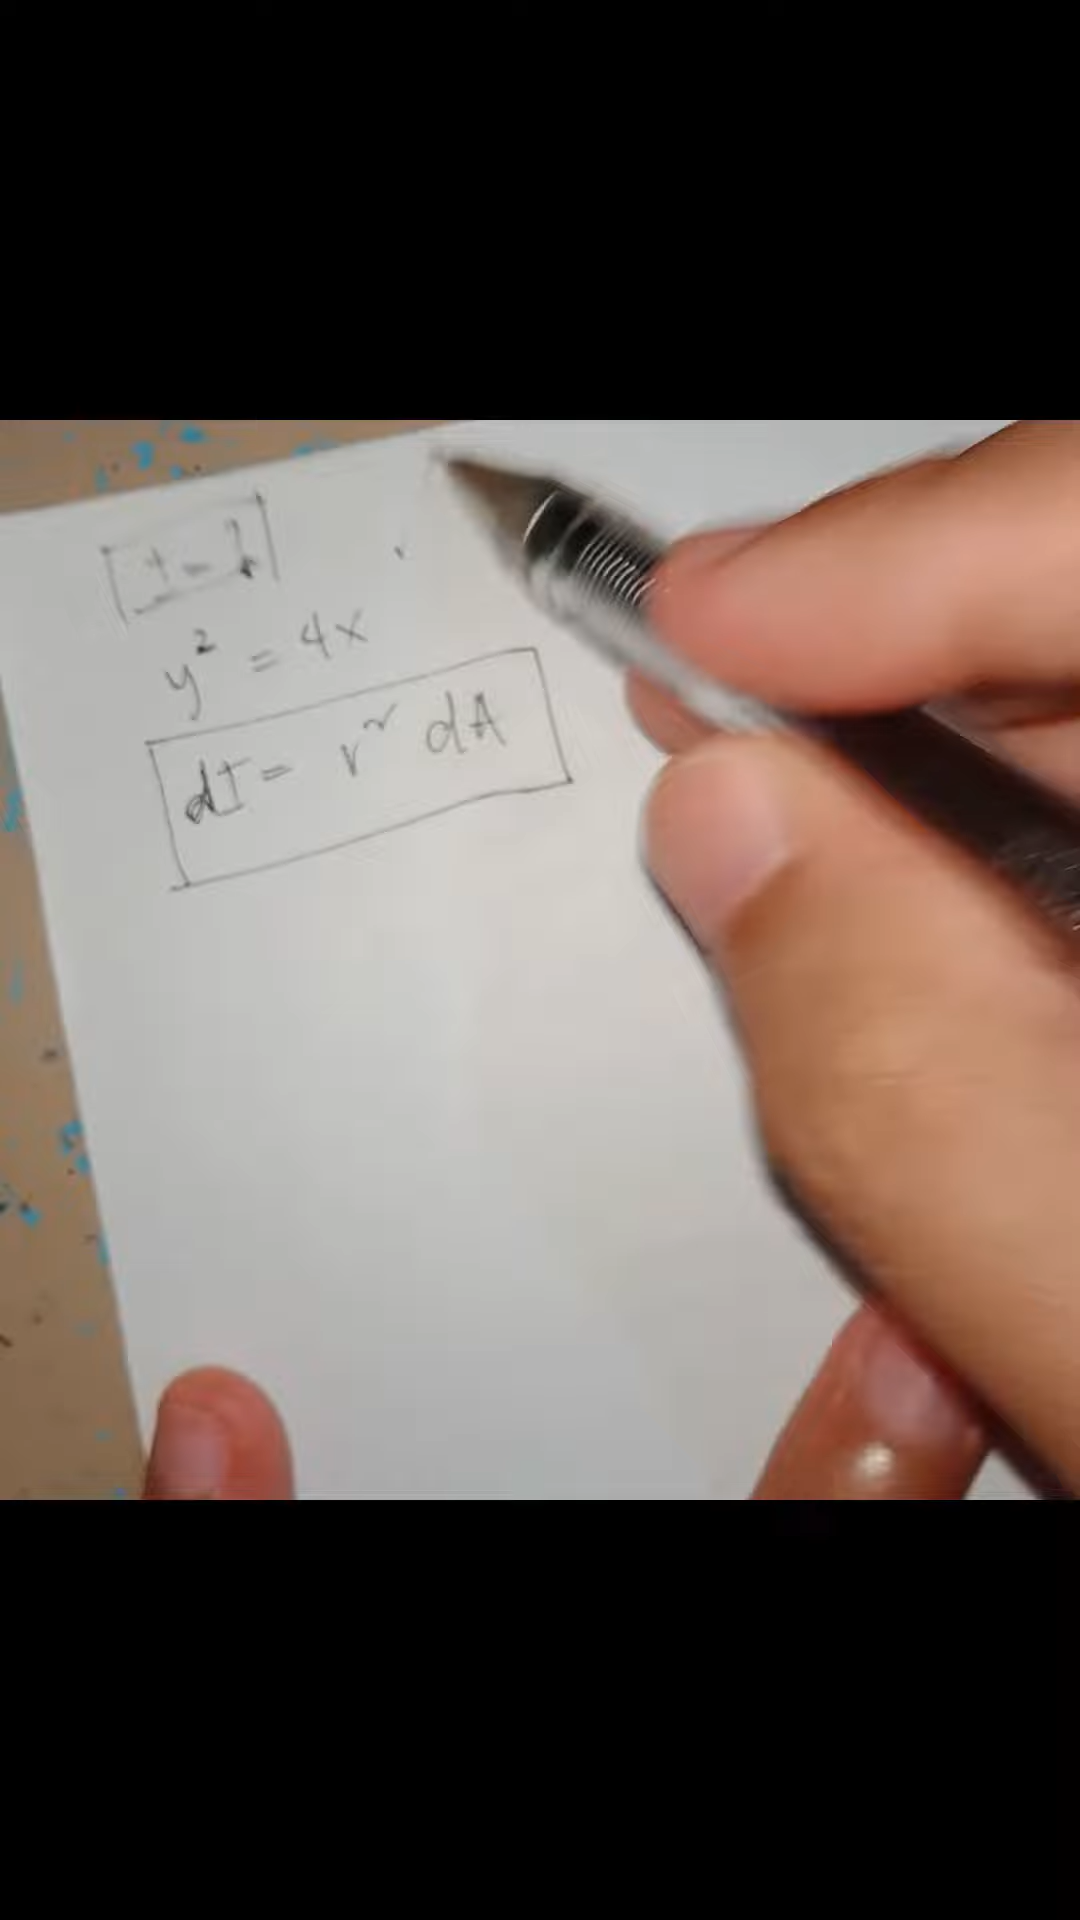 I = ?
y² = 4x
dI = r² dA